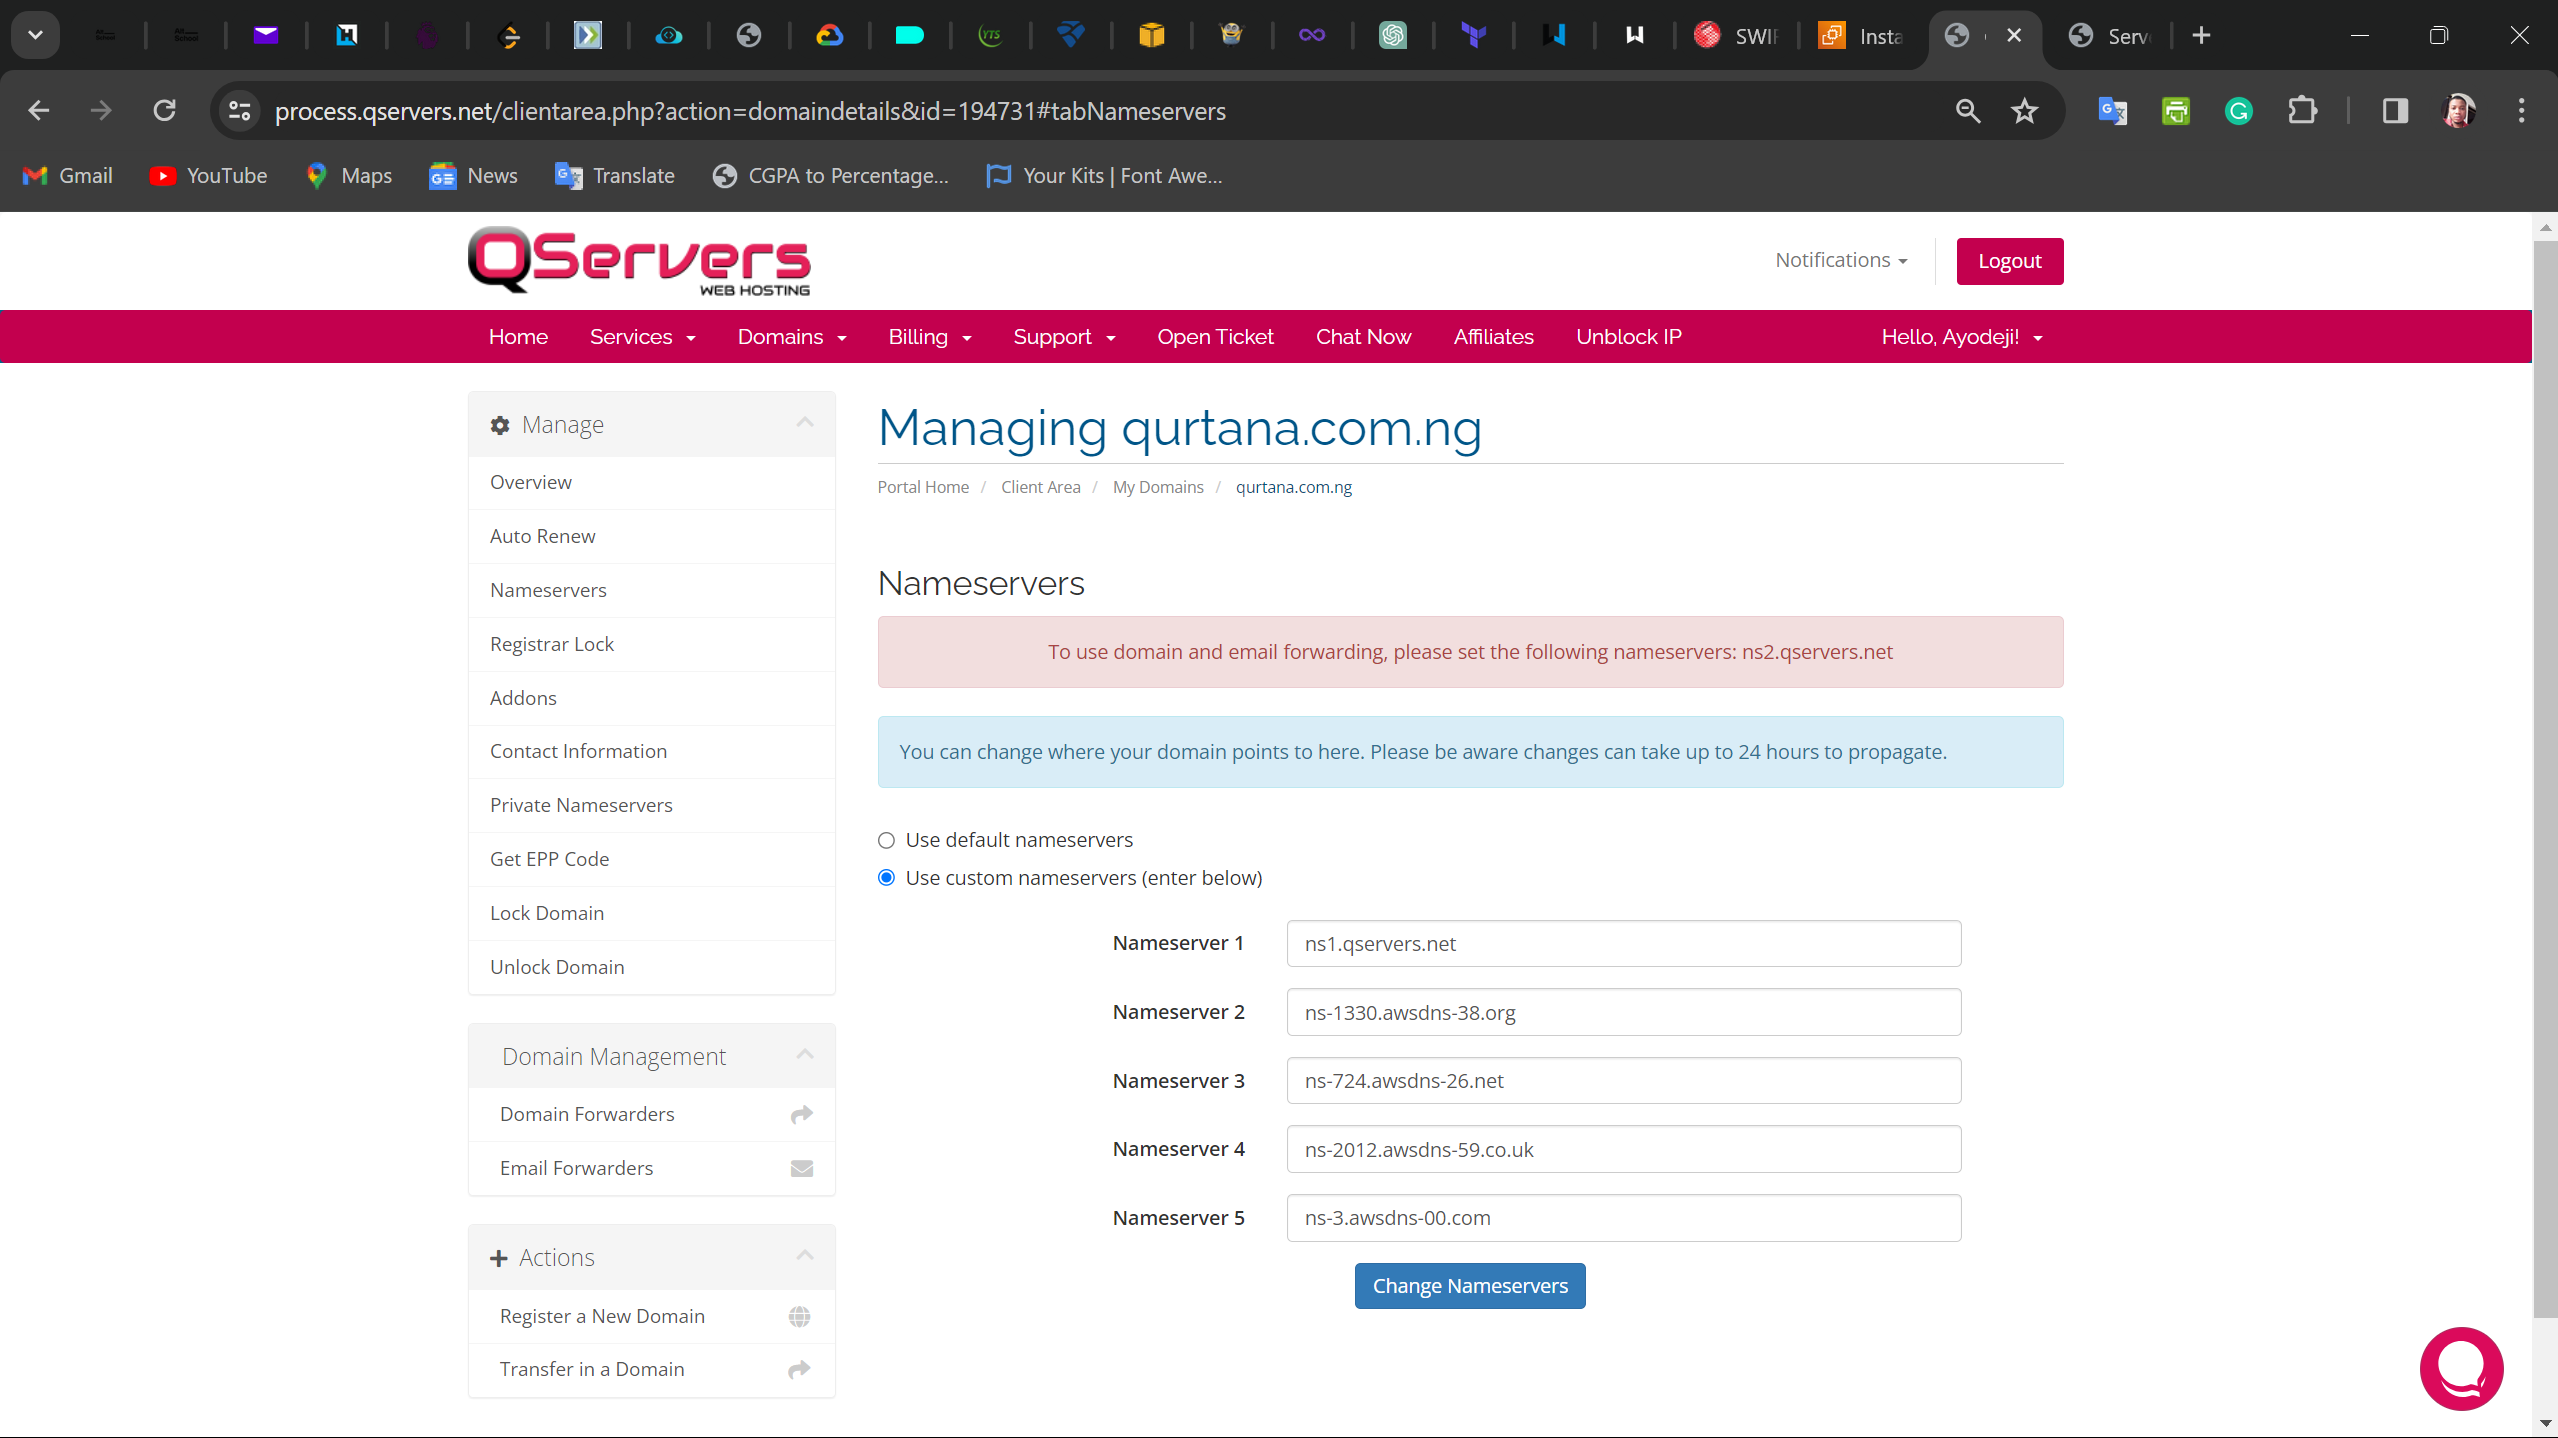 YTS
SWIF
Insta
Serv
process.qservers.net/clientarea.php?action=domaindetails&id=194731#tabNameservers
Gmail
YouTube
Maps
News
Translate
CGPA to Percentage...
Your Kits | Font Awe...
QServers
WEB HOSTING
Notifications
Logout
Home
Services
Domains
Billing
Support
Open Ticket
Chat Now
Affiliates
Unblock IP
Hello, Ayodeji!
Manage
Overview
Auto Renew
Nameservers
Registrar Lock
Addons
Contact Information
Private Nameservers
Get EPP Code
Lock Domain
Unlock Domain
Domain Management
Domain Forwarders
Email Forwarders
Actions
Register a New Domain
Transfer in a Domain
Managing qurtana.com.ng
Portal Home / Client Area / My Domains / qurtana.com.ng
Nameservers
To use domain and email forwarding, please set the following nameservers: ns2.qservers.net
You can change where your domain points to here. Please be aware changes can take up to 24 hours to propagate.
Use default nameservers
Use custom nameservers (enter below)
Nameserver 1 ns1.qservers.net
Nameserver 2 ns-1330.awsdns-38.org
Nameserver 3 ns-724.awsdns-26.net
Nameserver 4 ns-2012.awsdns-59.co.uk
Nameserver 5 ns-3.awsdns-00.com
Change Nameservers